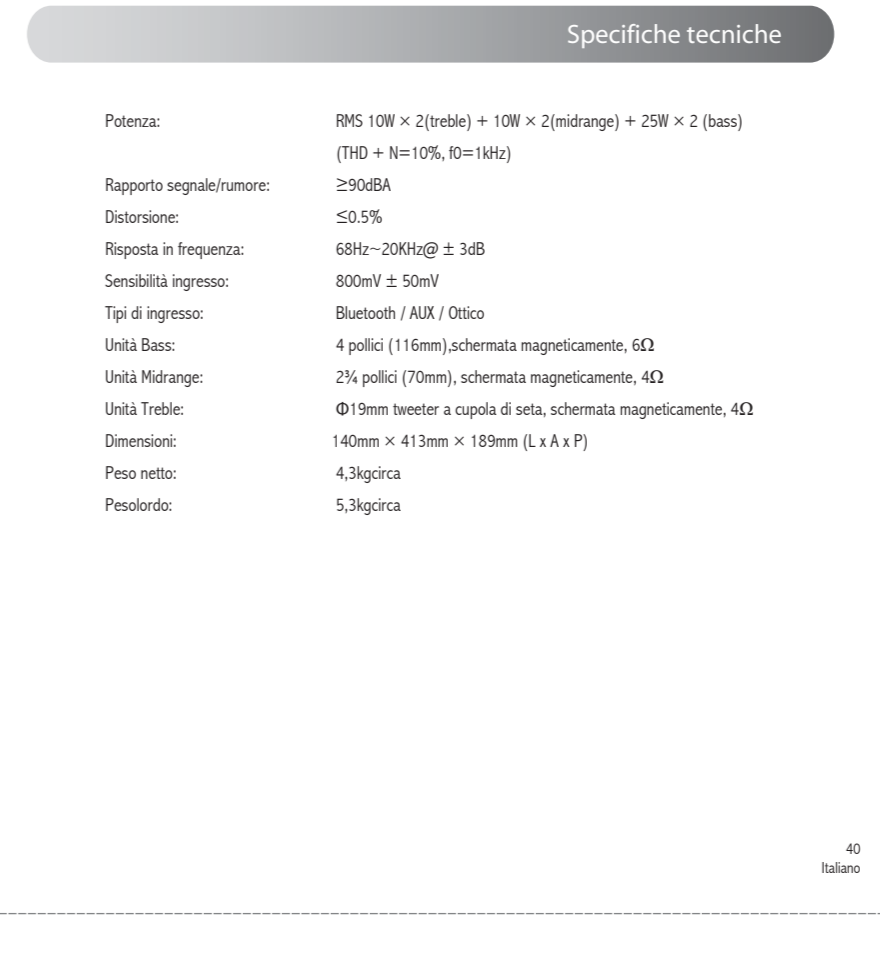 Specifiche tecniche
Potenza: RMS 10W × 2(treble) + 10W × 2(midrange) + 25W × 2 (bass)
(THD + N=10%, f0=1kHz)
Rapporto segnale/rumore: ≥90dBA
Distorsione: ≤0.5%
Risposta in frequenza: 68Hz~20KHz@ ± 3dB
Sensibilità ingresso: 800mV ± 50mV
Tipi di ingresso: Bluetooth / AUX / Ottico
Unità Bass: 4 pollici (116mm),schermata magneticamente, 6Ω
Unità Midrange: 2¾ pollici (70mm), schermata magneticamente, 4Ω
Unità Treble: Φ19mm tweeter a cupola di seta, schermata magneticamente, 4Ω
Dimensioni: 140mm × 413mm × 189mm (L x A x P)
Peso netto: 4,3kgcirca
Pesolordo: 5,3kgcirca
40
Italiano